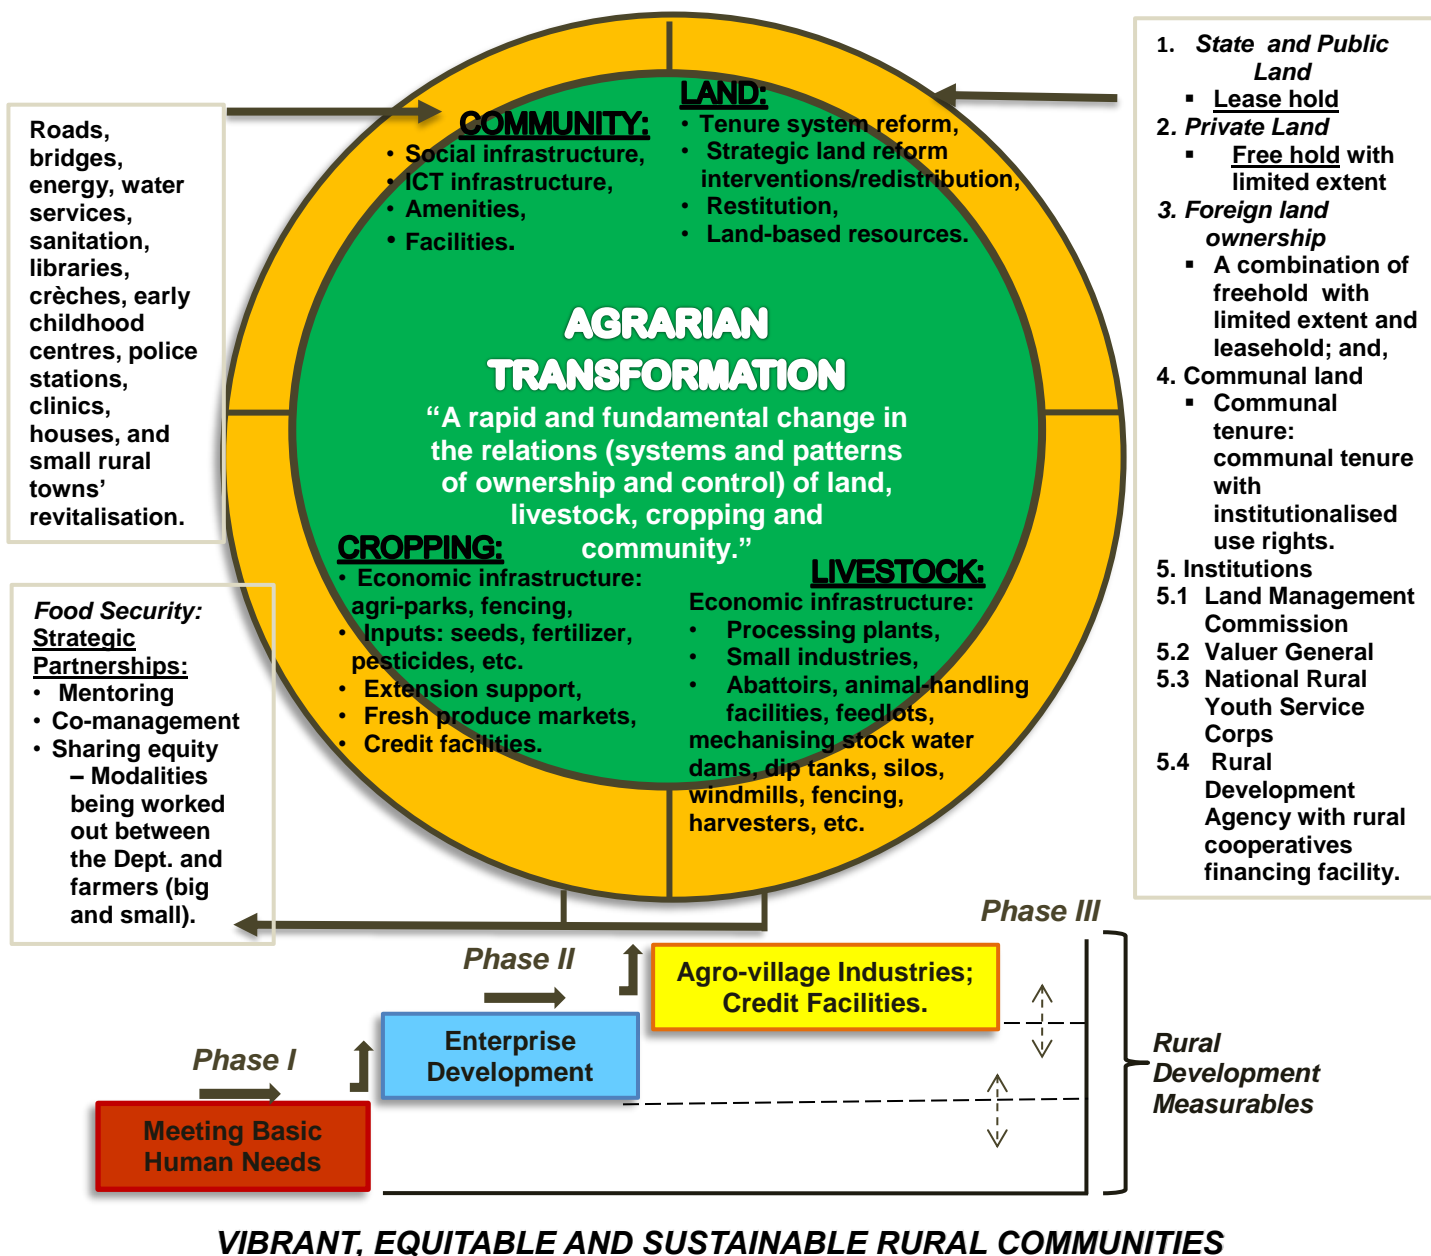 Roads,
bridges,
energy, water
services,
sanitation,
libraries,
crèches, early
childhood
centres, police
stations,
clinics,
houses, and
small rural
towns’
revitalisation.
Food Security:
Strategic
Partnerships:
• Mentoring
• Co-management
• Sharing equity
– Modalities
being worked
out between
the Dept. and
farmers (big
and small).
COMMUNITY:
• Social infrastructure,
• ICT infrastructure,
• Amenities,
• Facilities.
LAND:
• Tenure system reform,
• Strategic land reform
interventions/redistribution,
• Restitution,
• Land-based resources.
AGRARIAN
TRANSFORMATION
“A rapid and fundamental change in
the relations (systems and patterns
of ownership and control) of land,
livestock, cropping and
community.”
CROPPING:
• Economic infrastructure:
agri-parks, fencing,
• Inputs: seeds, fertilizer,
pesticides, etc.
• Extension support,
• Fresh produce markets,
• Credit facilities.
LIVESTOCK:
Economic infrastructure:
• Processing plants,
• Small industries,
• Abattoirs, animal-handling
facilities, feedlots,
mechanising stock water
dams, dip tanks, silos,
windmills, fencing,
harvesters, etc.
1. State and Public
Land
▪ Lease hold
2. Private Land
▪ Free hold with
limited extent
3. Foreign land
ownership
▪ A combination of
freehold with
limited extent and
leasehold; and,
4. Communal land
▪ Communal
tenure:
communal tenure
with
institutionalised
use rights.
5. Institutions
5.1 Land Management
Commission
5.2 Valuer General
5.3 National Rural
Youth Service
Corps
5.4 Rural
Development
Agency with rural
cooperatives
financing facility.
Phase I
Meeting Basic
Human Needs
Phase II
Enterprise
Development
Phase III
Agro-village Industries;
Credit Facilities.
Rural
Development
Measurables
VIBRANT, EQUITABLE AND SUSTAINABLE RURAL COMMUNITIES